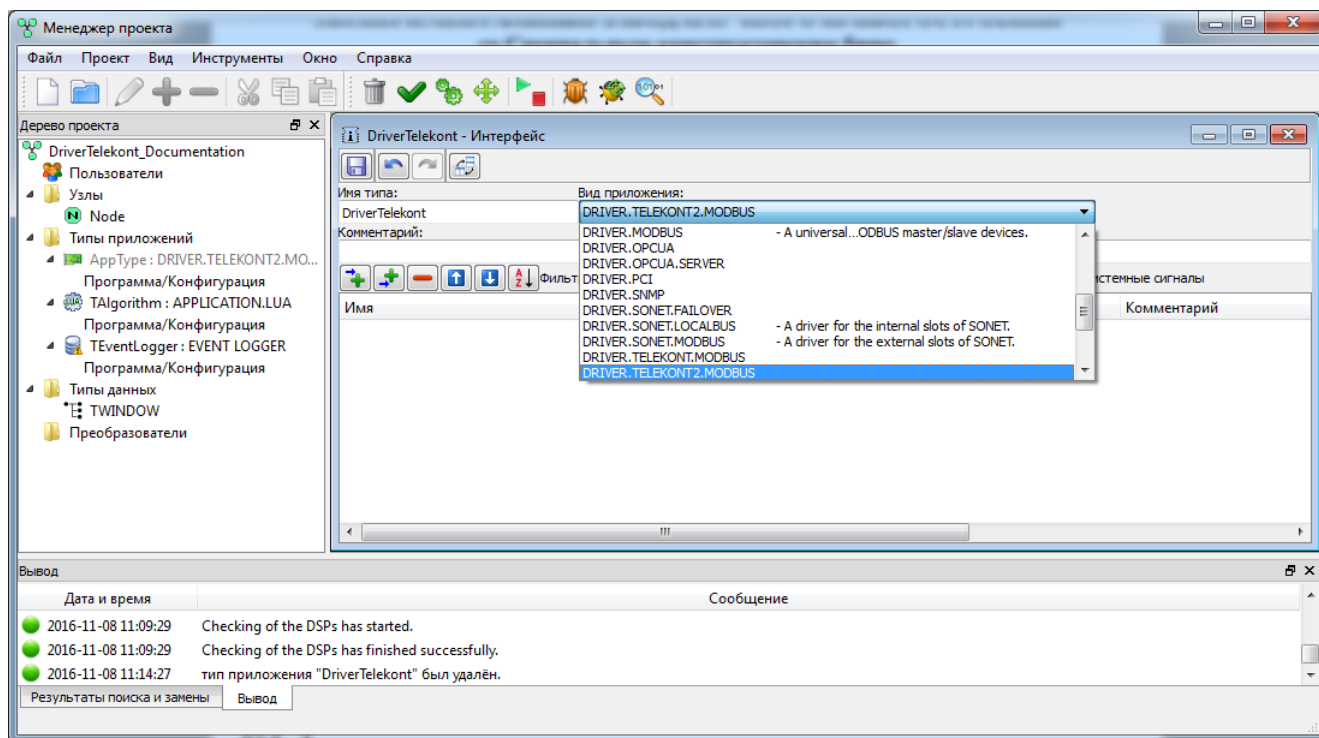 Менеджер проекта
Файл Проект Вид Инструменты Окно Справка
Дерево проекта
DriverTelekont_Documentation
Пользователи
Узлы
Node
Типы приложений
AppType : DRIVER.TELEKONT2.MO...
Программа/Конфигурация
TAlgorithm : APPLICATION.LUA
Программа/Конфигурация
TEventLogger : EVENT LOGGER
Программа/Конфигурация
Типы данных
TWINDOW
Преобразователи
DriverTelekont - Интерфейс
Имя типа: Вид приложения:
DriverTelekont DRIVER.TELEKONT2.MODBUS
Комментарий:
DRIVER.MODBUS - A universal...ODBUS master/slave devices.
DRIVER.OPCUA
DRIVER.OPCUA.SERVER
DRIVER.PCI
DRIVER.SNMP
DRIVER.SONET.FAILOVER
DRIVER.SONET.LOCALBUS - A driver for the internal slots of SONET.
DRIVER.SONET.MODBUS - A driver for the external slots of SONET.
DRIVER.TELEKONT.MODBUS
DRIVER.TELEKONT2.MODBUS
Фильт истемные сигналы
Имя Комментарий
Вывод
Дата и время Сообщение
2016-11-08 11:09:29 Checking of the DSPs has started.
2016-11-08 11:09:29 Checking of the DSPs has finished successfully.
2016-11-08 11:14:27 тип приложения "DriverTelekont" был удалён.
Результаты поиска и замены Вывод